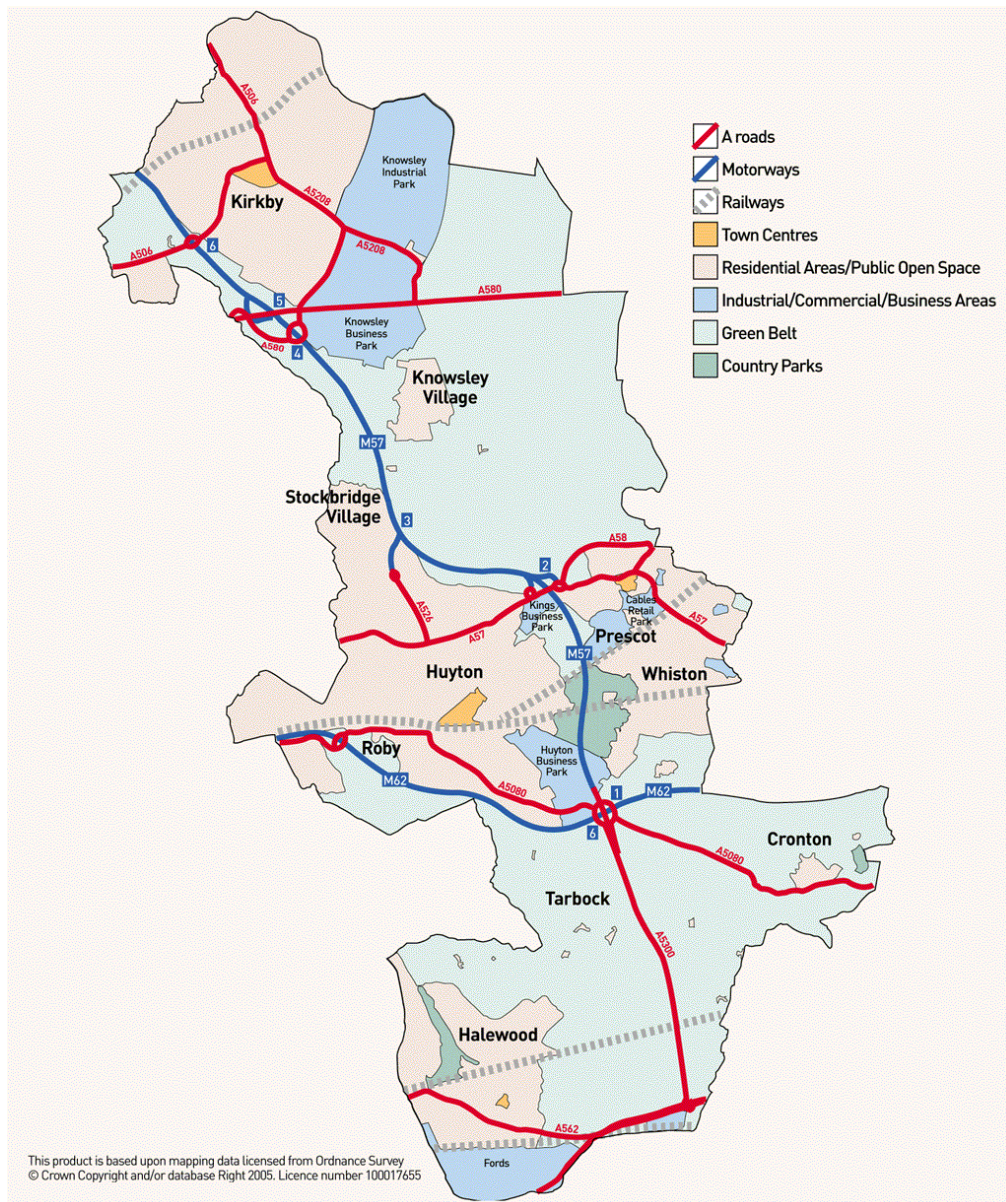 A506
Knowsley
Industrial
Park
Kirkby
A5208
A5208
A506
6
5
A580
A580
4
Knowsley
Business
Park
Knowsley
Village
M57
Stockbridge
Village
3
2
A58
A526
A57
Kings
Business
Park
Cables
Retail
Park
A57
Prescot
M57
Huyton
Whiston
Roby
Huyton
Business
Park
M62
A5080
1
M62
6
A5080
Cronton
Tarbock
A5300
Halewood
A562
Fords
A roads
Motorways
Railways
Town Centres
Residential Areas/Public Open Space
Industrial/Commercial/Business Areas
Green Belt
Country Parks
This product is based upon mapping data licensed from Ordnance Survey
© Crown Copyright and/or database Right 2005. Licence number 100017655